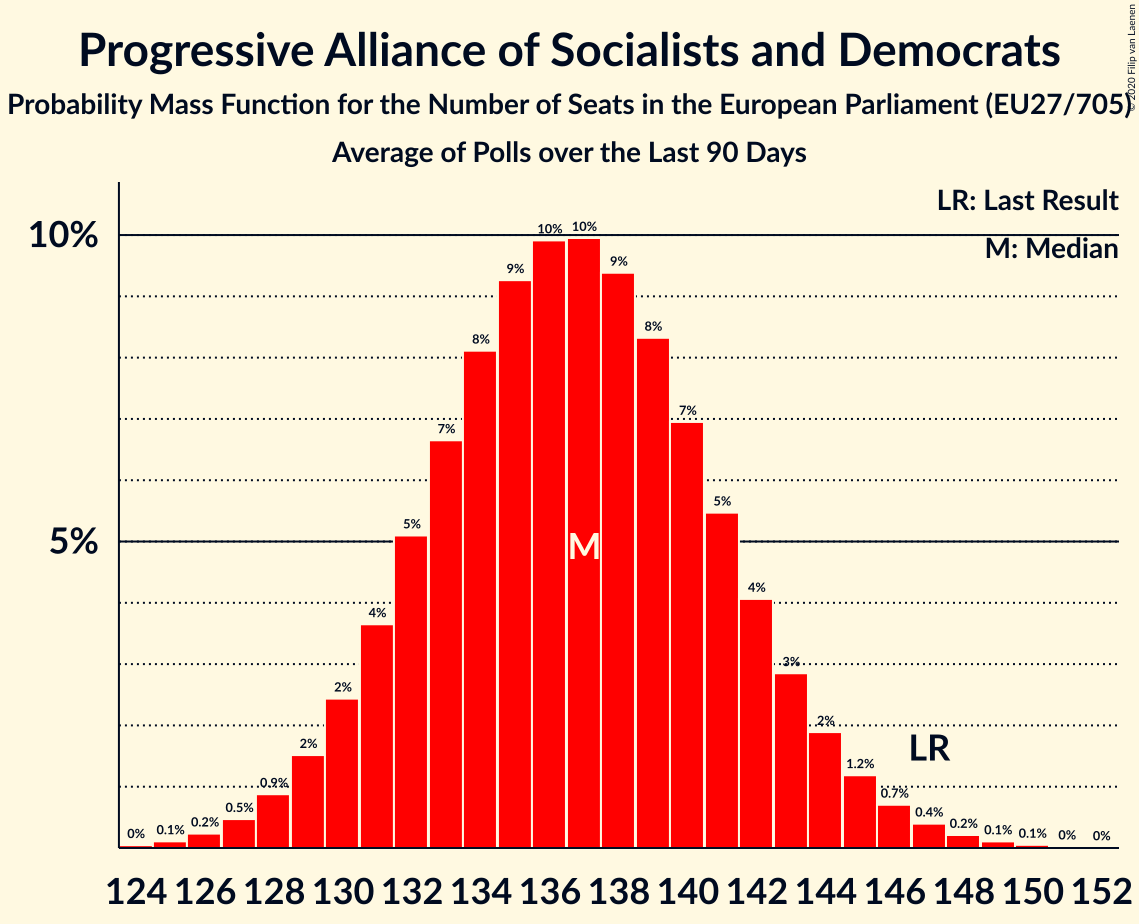 Progressive Alliance of Socialists and Democrats
Probability Mass Function for the Number of Seats in the European Parliament (EU27/705)
Average of Polls over the Last 90 Days
© 2020 Filip van Laenen
LR: Last Result
M: Median
10%
5%
0% 0.1% 0.2% 0.5% 0.9% 2% 2% 4% 5% 7% 8% 9% 10% 10% 9% 8% 7% 5% 4% 3% 2% 1.2% 0.7% 0.4% 0.2% 0.1% 0.1% 0% 0%
M
LR
124 126 128 130 132 134 136 138 140 142 144 146 148 150 152